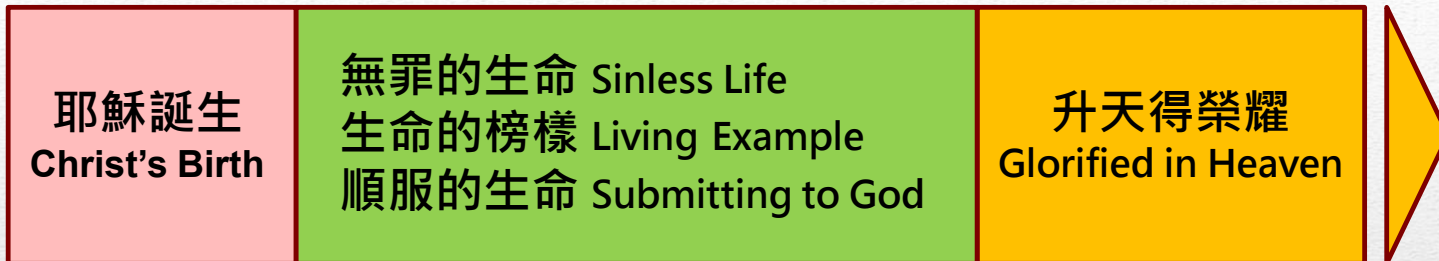 耶穌誕生
Christ's Birth
無罪的生命 Sinless Life
生命的榜樣 Living Example
順服的生命 Submitting to God
升天得榮耀
Glorified in Heaven